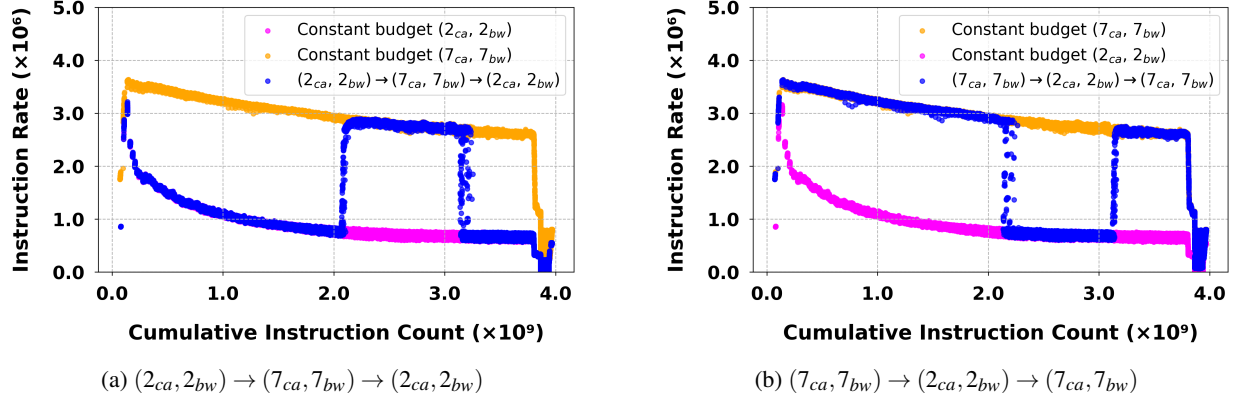 5.0
4.0
3.0
2.0
1.0
0.0
Instruction Rate (×10⁶)
Constant budget (2ca, 2bw)
Constant budget (7ca, 7bw)
(2ca, 2bw)→(7ca, 7bw)→(2ca, 2bw)
0.0 1.0 2.0 3.0 4.0
Cumulative Instruction Count (×10⁹)
(a) (2ca, 2bw) → (7ca, 7bw) → (2ca, 2bw)
5.0
4.0
3.0
2.0
1.0
0.0
Instruction Rate (×10⁶)
Constant budget (7ca, 7bw)
Constant budget (2ca, 2bw)
(7ca, 7bw)→(2ca, 2bw)→(7ca, 7bw)
0.0 1.0 2.0 3.0 4.0
Cumulative Instruction Count (×10⁹)
(b) (7ca, 7bw) → (2ca, 2bw) → (7ca, 7bw)